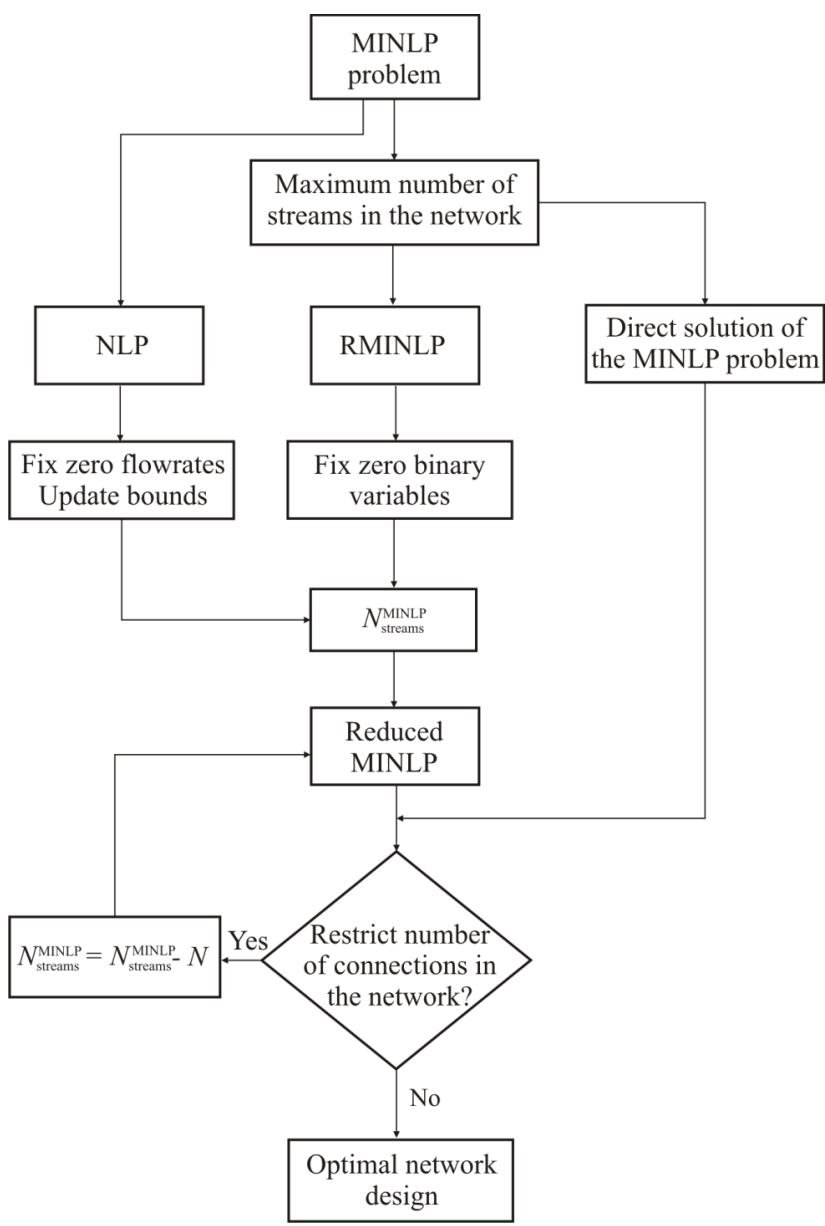 MINLP
problem
Maximum number of
streams in the network
NLP
RMINLP
Direct solution of
the MINLP problem
Fix zero flowrates
Update bounds
Fix zero binary
variables
N^MINLP_streams
Reduced
MINLP
N^MINLP_streams = N^MINLP_streams - N
Yes
Restrict number
of connections in
the network?
No
Optimal network
design